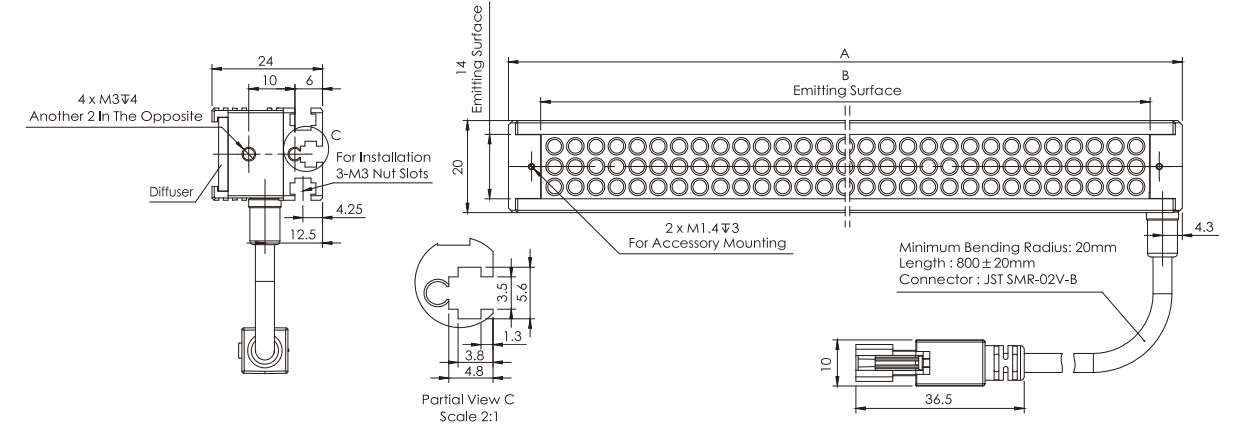 24
10
6
4 x M3↧4
Another 2 In The Opposite
C
For Installation
3-M3 Nut Slots
Diffuser
4.25
12.5
3.5
5.6
1.3
3.8
4.8
Partial View C
Scale 2:1
14
Emitting Surface
A
B
Emitting Surface
20
2 x M1.4↧3
For Accessory Mounting
4.3
Minimum Bending Radius: 20mm
Length : 800±20mm
Connector : JST SMR-02V-B
10
36.5